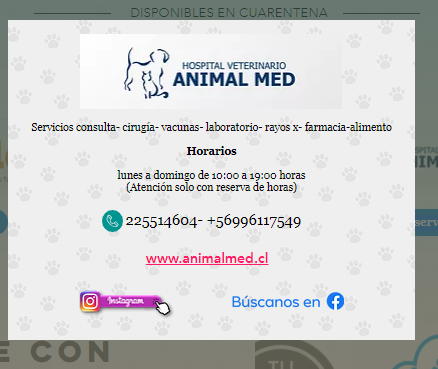 DISPONIBLES EN CUARENTENA
HOSPITAL VETERINARIO
ANIMAL MED
Servicios consulta- cirugía- vacunas- laboratorio- rayos x- farmacia-alimento
Horarios
lunes a domingo de 10:00 a 19:00 horas
(Atención solo con reserva de horas)
225514604- +56996117549
www.animalmed.cl
Instagram
Búscanos en
E CON
TU